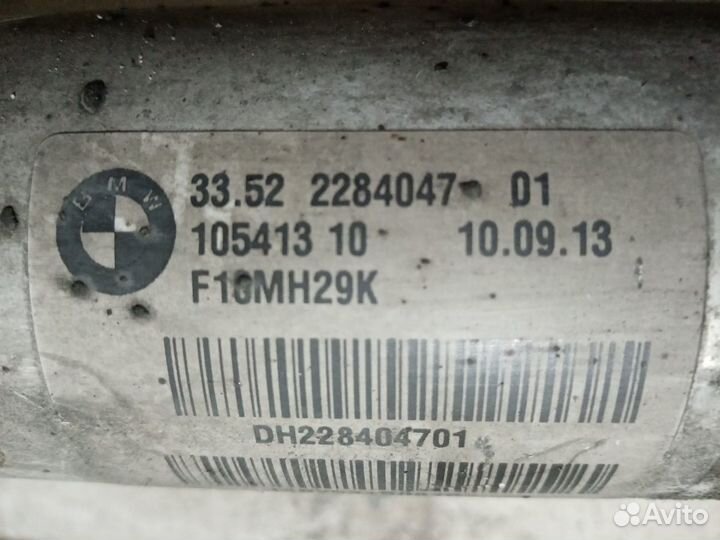 BMW
33.52 2284047 01
105413 10 10.09.13
F10MH29K
DH228404701
Avito